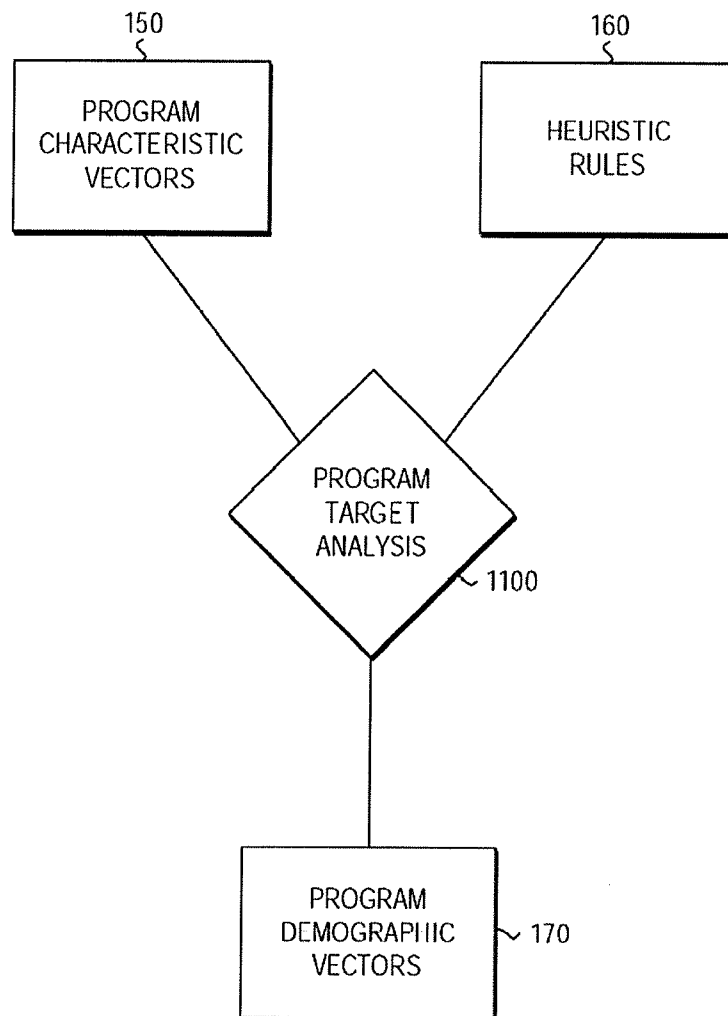 150
PROGRAM
CHARACTERISTIC
VECTORS
160
HEURISTIC
RULES
PROGRAM
TARGET
ANALYSIS
1100
PROGRAM
DEMOGRAPHIC
VECTORS
170